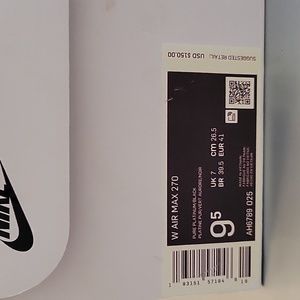 NIKE
SUGGESTED RETAIL:
USD $150.00
W AIR MAX 270
PURE PLATINUM/BLACK
PLATINE PUR/VERT AURORE/NOIR
9.5
UK 7 cm 26.5
BR 39.5 EUR 41
AH6789 025